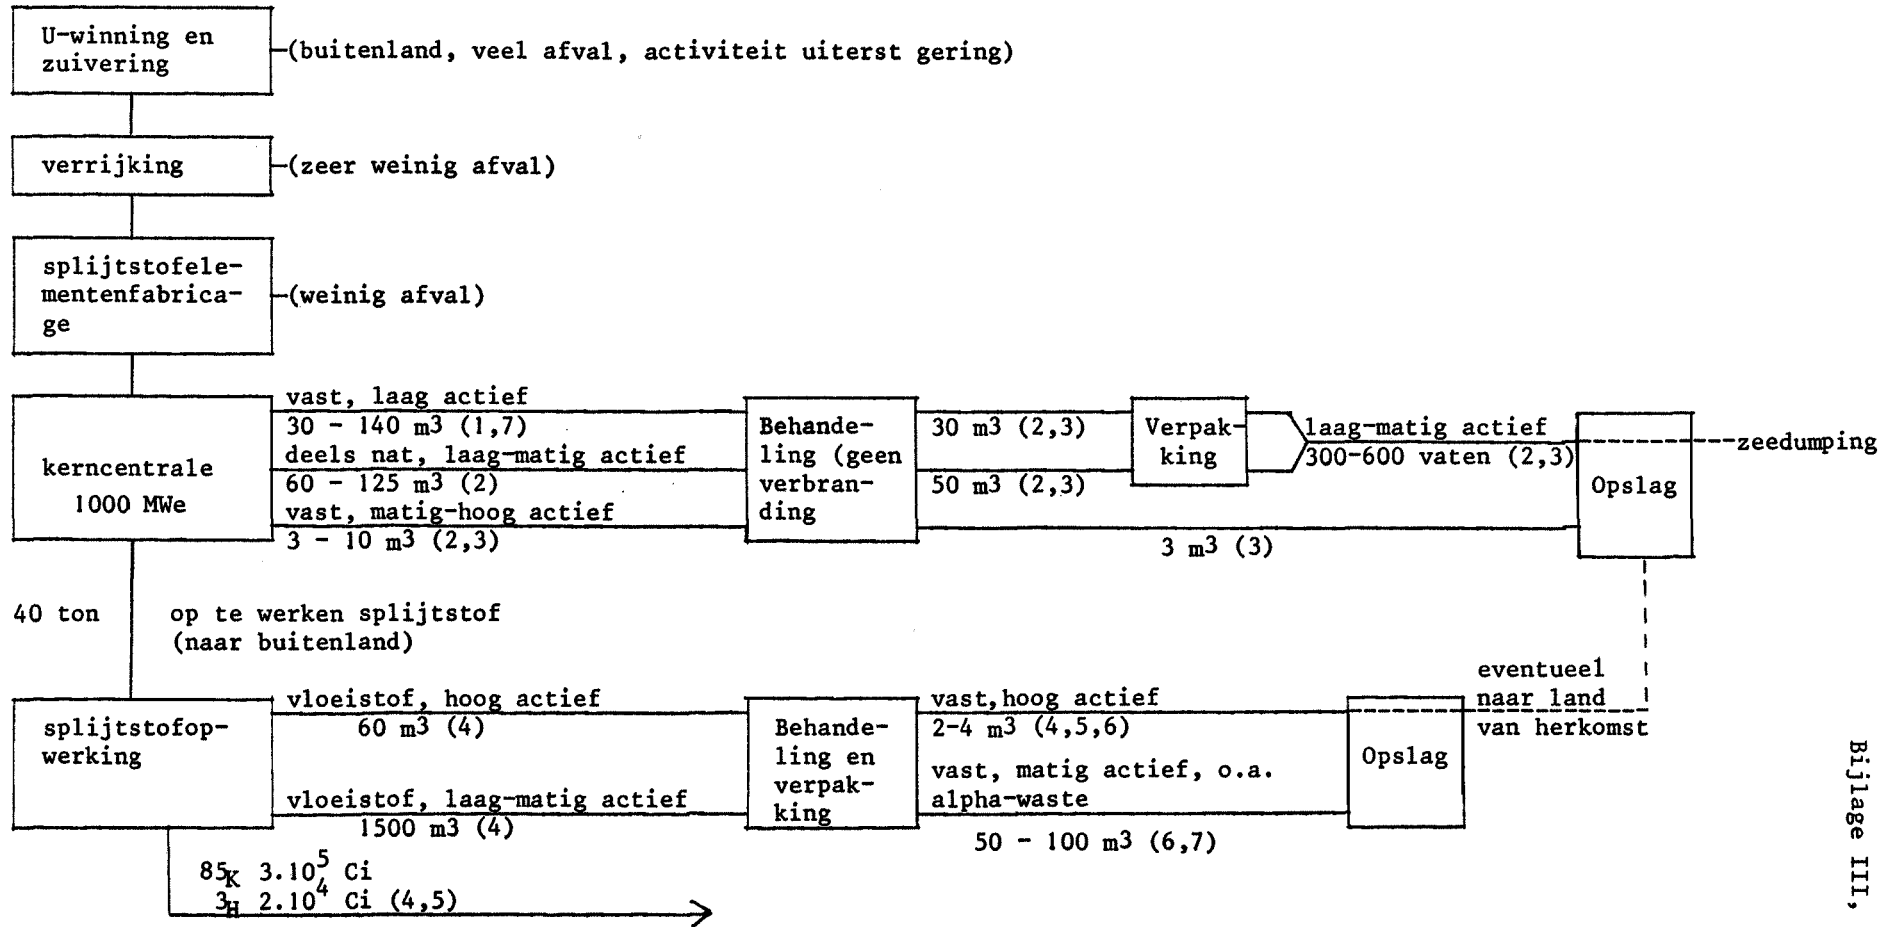 U-winning en
zuivering
(buitenland, veel afval, activiteit uiterst gering)
verrijking
(zeer weinig afval)
splijtstofele-
mentenfabrica-
ge
(weinig afval)
kerncentrale
1000 MWe
vast, laag actief
30 - 140 m3 (1,7)
deels nat, laag-matig actief
60 - 125 m3 (2)
vast, matig-hoog actief
3 - 10 m3 (2,3)
Behande-
ling (geen
verbran-
ding
30 m3 (2,3)
50 m3 (2,3)
3 m3 (3)
Verpak-
king
laag-matig actief
300-600 vaten (2,3)
Opslag
zeedumping
40 ton
op te werken splijtstof
(naar buitenland)
splijtstofop-
werking
vloeistof, hoog actief
60 m3 (4)
vloeistof, laag-matig actief
1500 m3 (4)
Behande-
ling en
verpak-
king
vast, hoog actief
2-4 m3 (4,5,6)
vast, matig actief, o.a.
alpha-waste
50 - 100 m3 (6,7)
Opslag
eventueel
naar land
van herkomst
85K 3.10^5 Ci
3H 2.10^4 Ci (4,5)
Bijlage III,